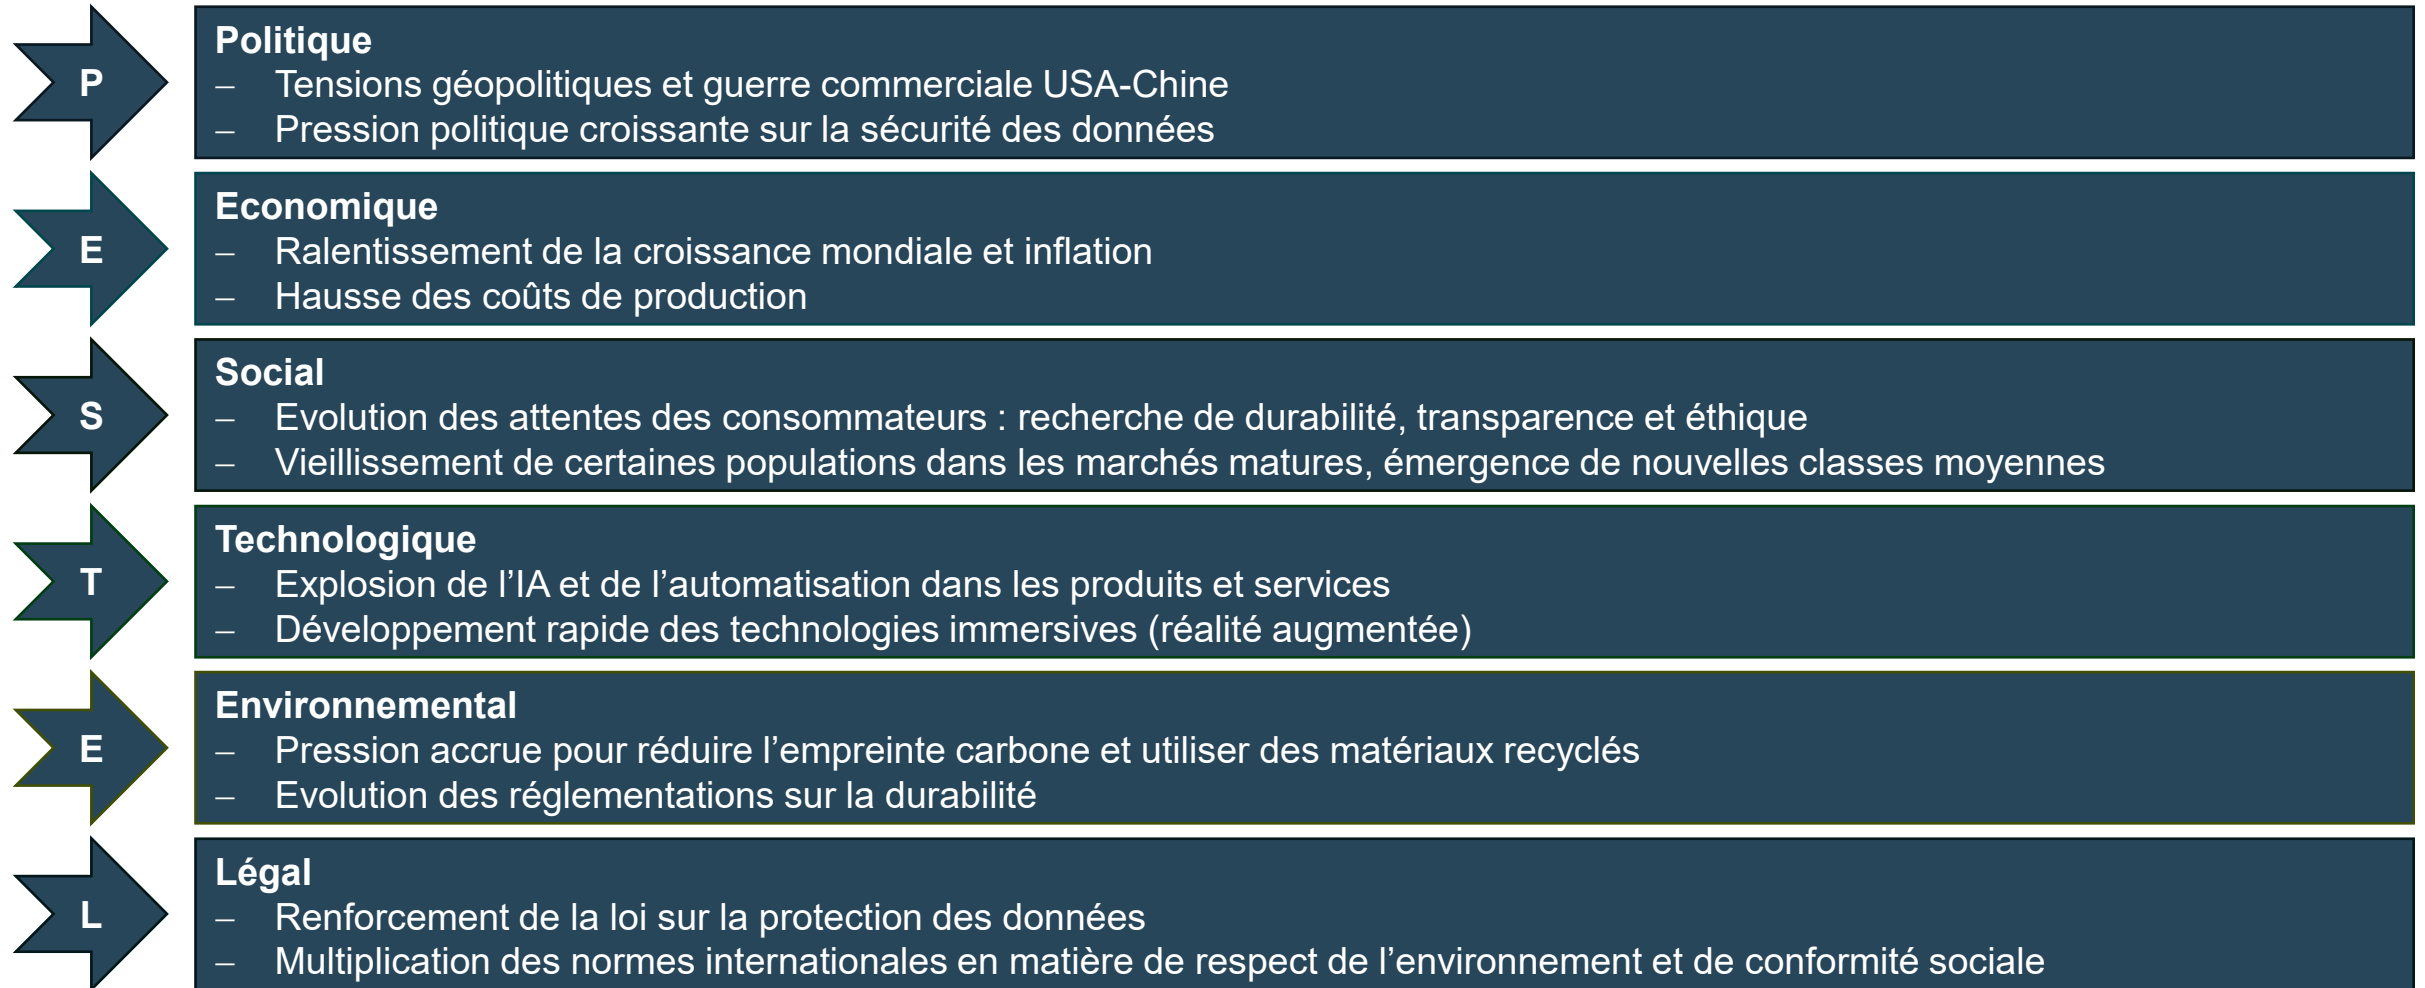 P
Politique
– Tensions géopolitiques et guerre commerciale USA-Chine
– Pression politique croissante sur la sécurité des données
E
Economique
– Ralentissement de la croissance mondiale et inflation
– Hausse des coûts de production
S
Social
– Evolution des attentes des consommateurs : recherche de durabilité, transparence et éthique
– Vieillissement de certaines populations dans les marchés matures, émergence de nouvelles classes moyennes
T
Technologique
– Explosion de l’IA et de l’automatisation dans les produits et services
– Développement rapide des technologies immersives (réalité augmentée)
E
Environnemental
– Pression accrue pour réduire l’empreinte carbone et utiliser des matériaux recyclés
– Evolution des réglementations sur la durabilité
L
Légal
– Renforcement de la loi sur la protection des données
– Multiplication des normes internationales en matière de respect de l’environnement et de conformité sociale